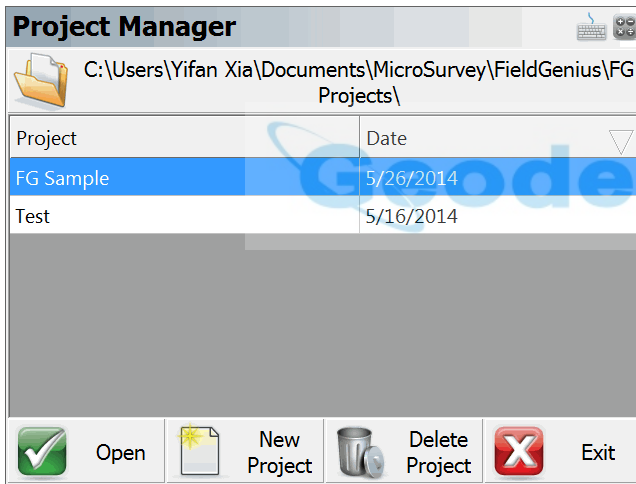 Project Manager
C:\Users\Yifan Xia\Documents\MicroSurvey\FieldGenius\FG
Projects\
Project Date
FG Sample 5/26/2014
Test 5/16/2014
Geode
Open
New
Project
Delete
Project
Exit